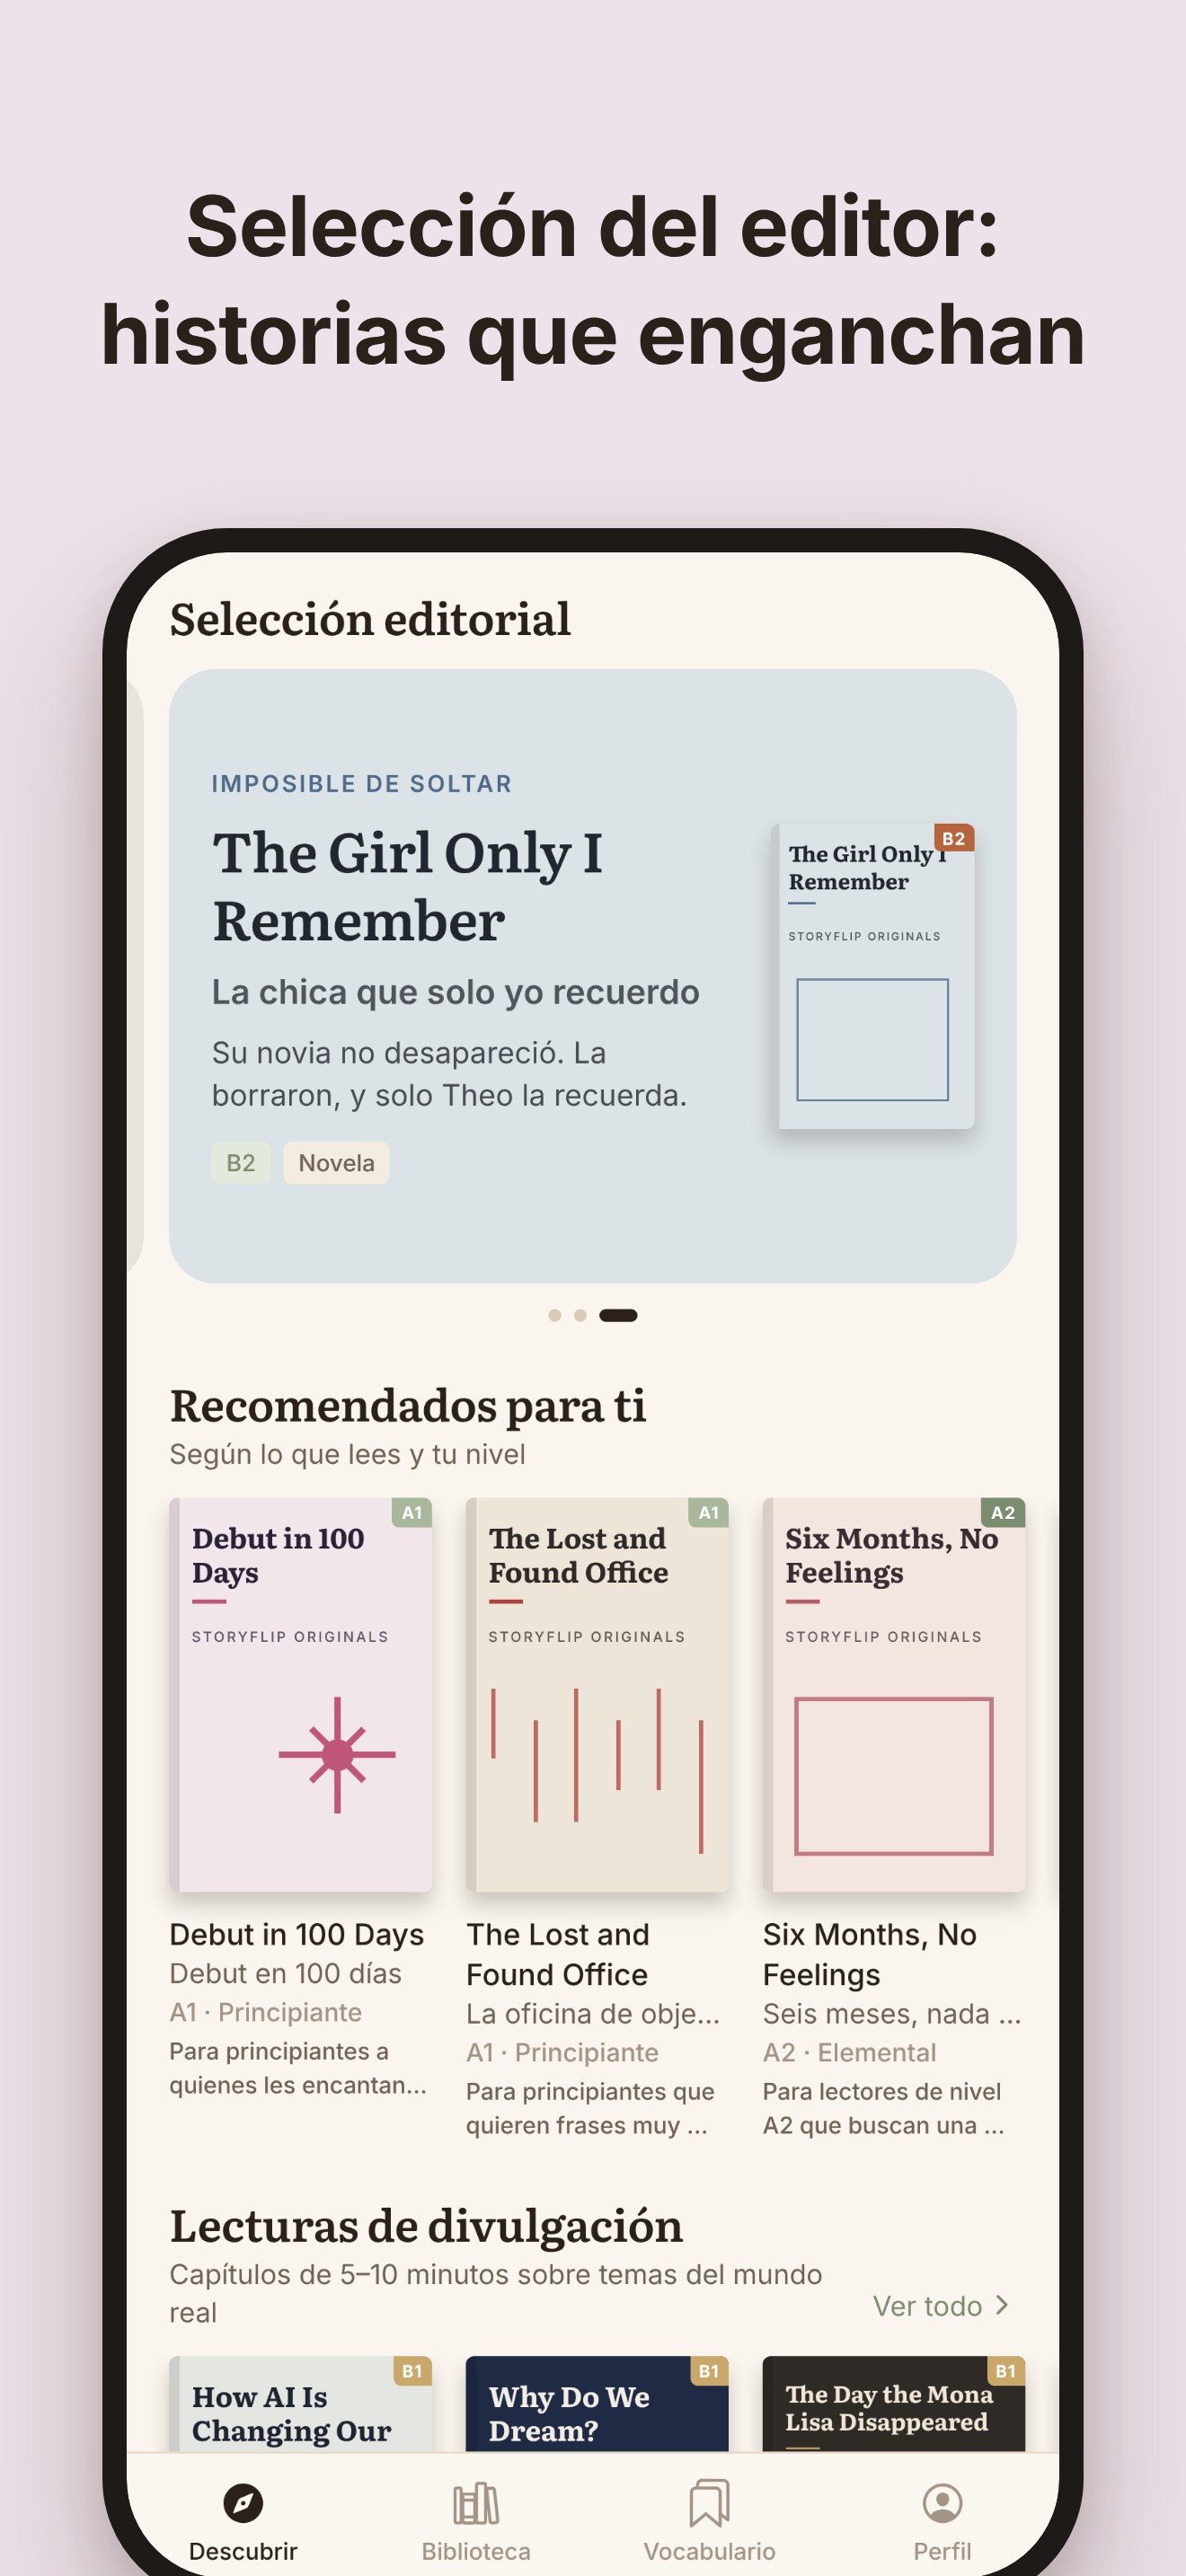 Selección del editor:
historias que enganchan
Selección editorial
IMPOSIBLE DE SOLTAR
The Girl Only I
Remember
La chica que solo yo recuerdo
Su novia no desapareció. La
borraron, y solo Theo la recuerda.
B2
Novela
B2
The Girl Only I
Remember
STORYFLIP ORIGINALS
Recomendados para ti
Según lo que lees y tu nivel
A1
Debut in 100
Days
STORYFLIP ORIGINALS
A1
The Lost and
Found Office
STORYFLIP ORIGINALS
A2
Six Months, No
Feelings
STORYFLIP ORIGINALS
Debut in 100 Days
Debut en 100 días
A1 · Principiante
Para principiantes a
quienes les encantan...
The Lost and
Found Office
La oficina de obje...
A1 · Principiante
Para principiantes que
quieren frases muy ...
Six Months, No
Feelings
Seis meses, nada ...
A2 · Elemental
Para lectores de nivel
A2 que buscan una ...
Lecturas de divulgación
Capítulos de 5–10 minutos sobre temas del mundo
real
Ver todo
B1
How AI Is
Changing Our
B1
Why Do We
Dream?
B1
The Day the Mona
Lisa Disappeared
Descubrir
Biblioteca
Vocabulario
Perfil